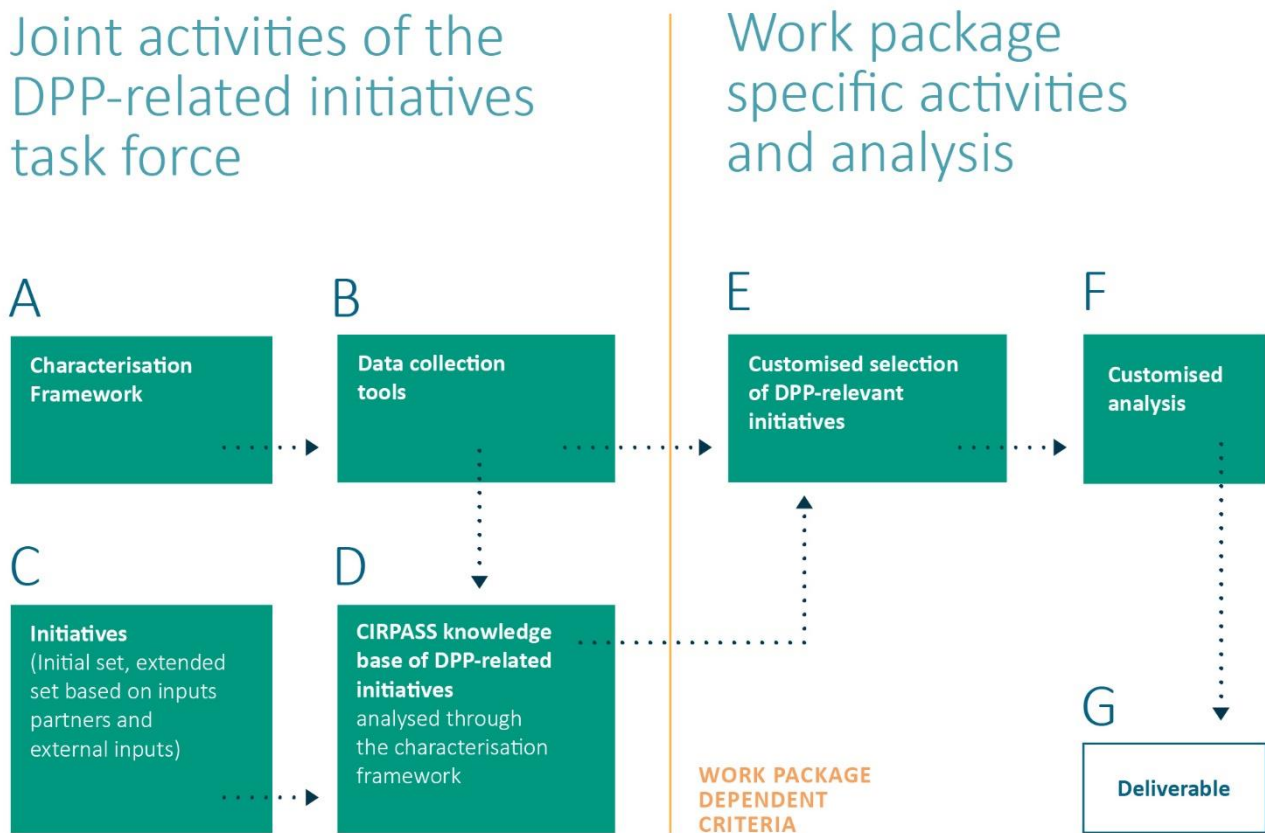 Joint activities of the
DPP-related initiatives
task force
Work package
specific activities
and analysis
A
Characterisation
Framework
B
Data collection
tools
E
Customised selection
of DPP-relevant
initiatives
F
Customised
analysis
C
Initiatives
(Initial set, extended
set based on inputs
partners and
external inputs)
D
CIRPASS knowledge
base of DPP-related
initiatives
analysed through
the characterisation
framework
WORK PACKAGE
DEPENDENT
CRITERIA
G
Deliverable